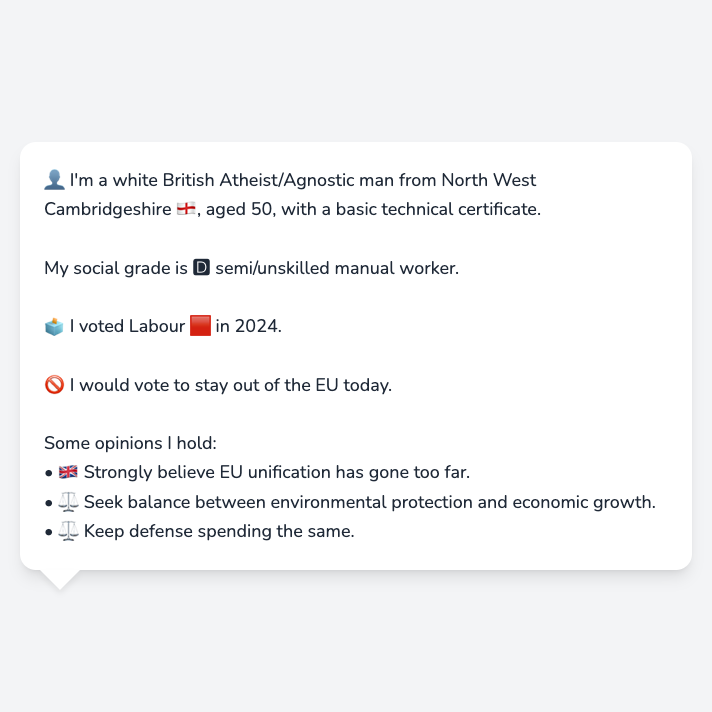 👤 I'm a white British Atheist/Agnostic man from North West
Cambridgeshire 🏴󠁧󠁢󠁥󠁮󠁧󠁿, aged 50, with a basic technical certificate.
My social grade is 🅳 semi/unskilled manual worker.
🗳️ I voted Labour 🟥 in 2024.
🚫 I would vote to stay out of the EU today.
Some opinions I hold:
• 🇬🇧 Strongly believe EU unification has gone too far.
• ⚖️ Seek balance between environmental protection and economic growth.
• ⚖️ Keep defense spending the same.